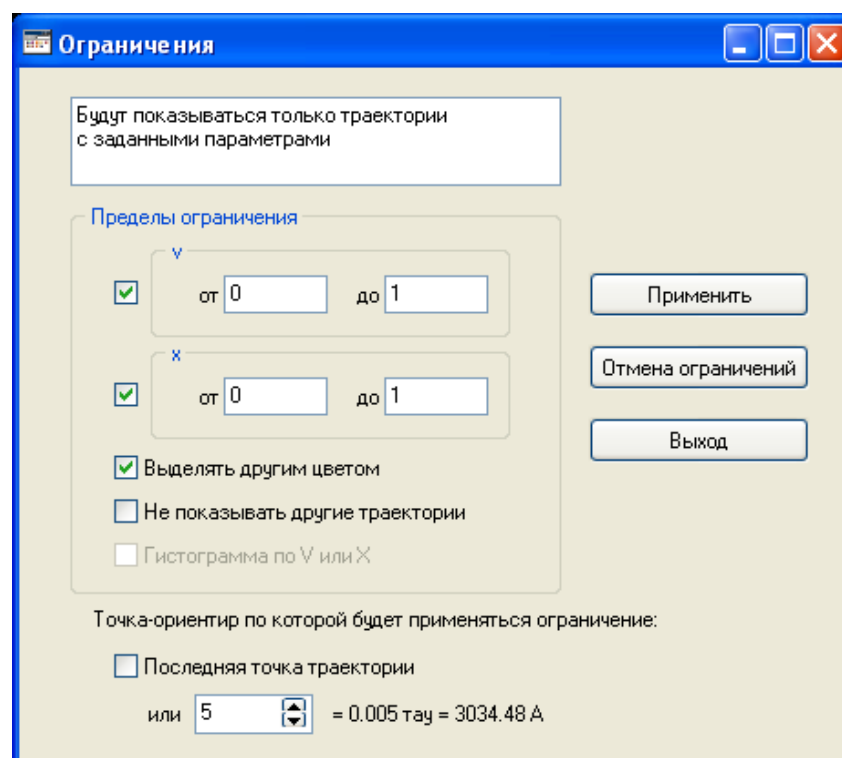 Ограничения
Будут показываться только траектории
с заданными параметрами
Пределы ограничения
v
от 0 до 1
Применить
x
от 0 до 1
Отмена ограничений
Выход
Выделять другим цветом
Не показывать другие траектории
Гистограмма по V или X
Точка-ориентир по которой будет применяться ограничение:
Последняя точка траектории
или 5 = 0.005 тау = 3034.48 A